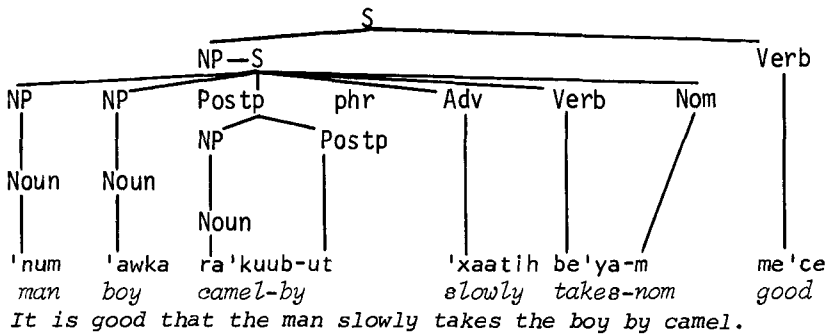 S
NP—S Verb
NP NP Postp phr Adv Verb Nom
NP Postp
Noun Noun
Noun
'num 'awka ra'kuub-ut 'xaatih be'ya-m me'ce
man boy camel-by slowly takes-nom good
It is good that the man slowly takes the boy by camel.